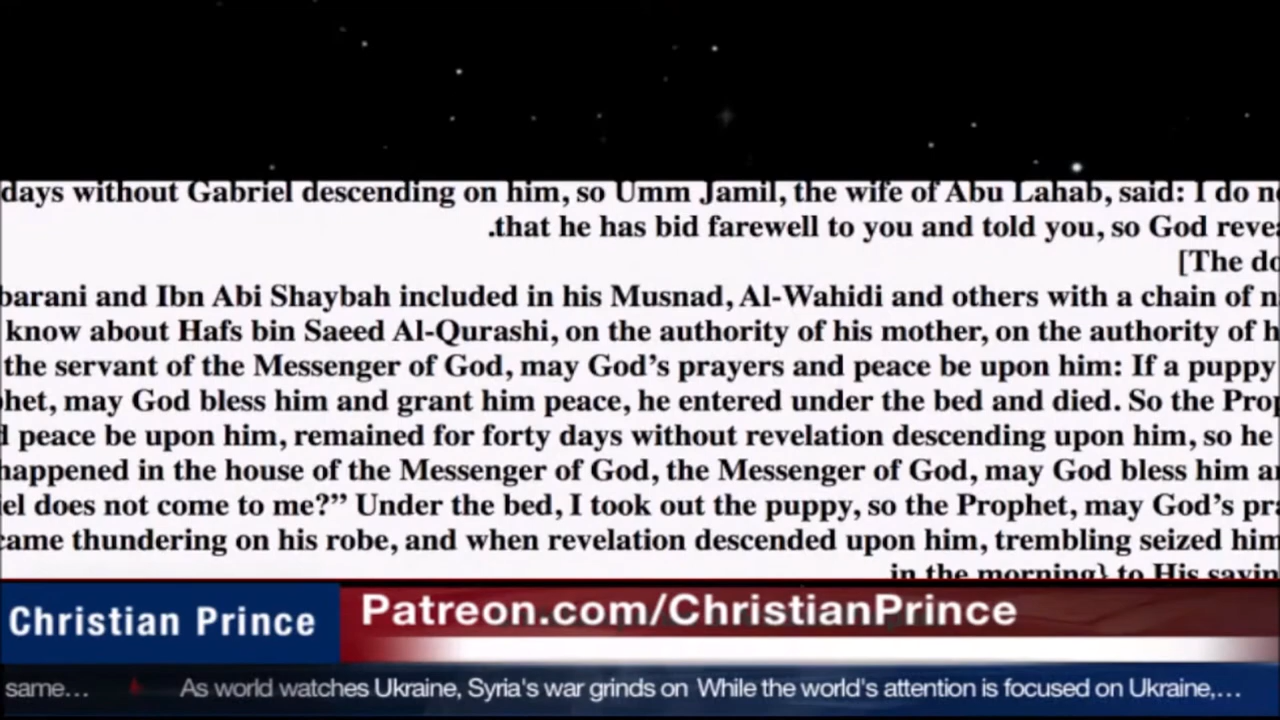 days without Gabriel descending on him, so Umm Jamil, the wife of Abu Lahab, said: I do
.that he has bid farewell to you and told you, so God
[The
and Ibn Abi Shaybah included in his Musnad, Al-Wahidi and others with a chain of
know about Hafs bin Saeed Al-Qurashi, on the authority of his mother, on the authority of
the servant of the Messenger of God, may God’s prayers and peace be upon him: If a puppy
may God bless him and grant him peace, he entered under the bed and died. So the
peace be upon him, remained for forty days without revelation descending upon him, so he
happened in the house of the Messenger of God, the Messenger of God, may God bless him
does not come to me?” Under the bed, I took out the puppy, so the Prophet, may God’s
came thundering on his robe, and when revelation descended upon him, trembling seized him
in the morning} to His saying
Christian Prince
Patreon.com/ChristianPrince
same… As world watches Ukraine, Syria's war grinds on While the world's attention is focused on Ukraine,…